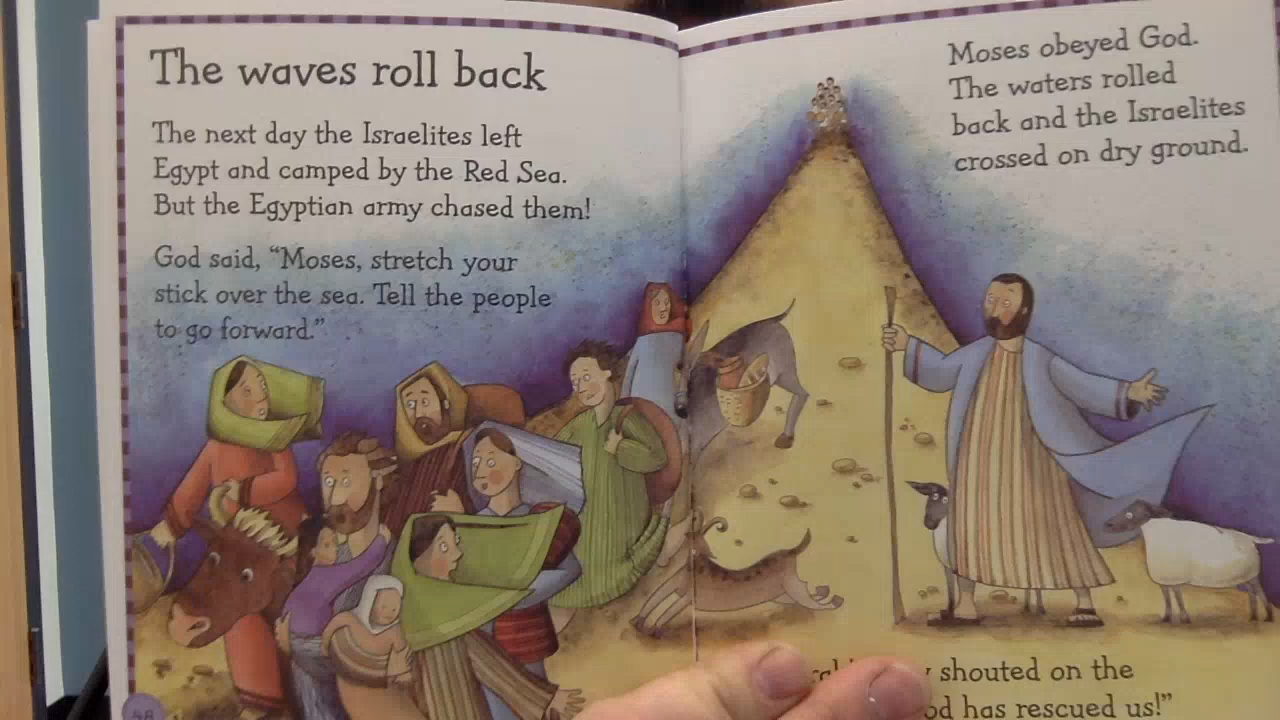 The waves roll back
The next day the Israelites left
Egypt and camped by the Red Sea.
But the Egyptian army chased them!
God said, “Moses, stretch your
stick over the sea. Tell the people
to go forward.”
58
Moses obeyed God.
The waters rolled
back and the Israelites
crossed on dry ground.
shouted on the
has rescued us!”